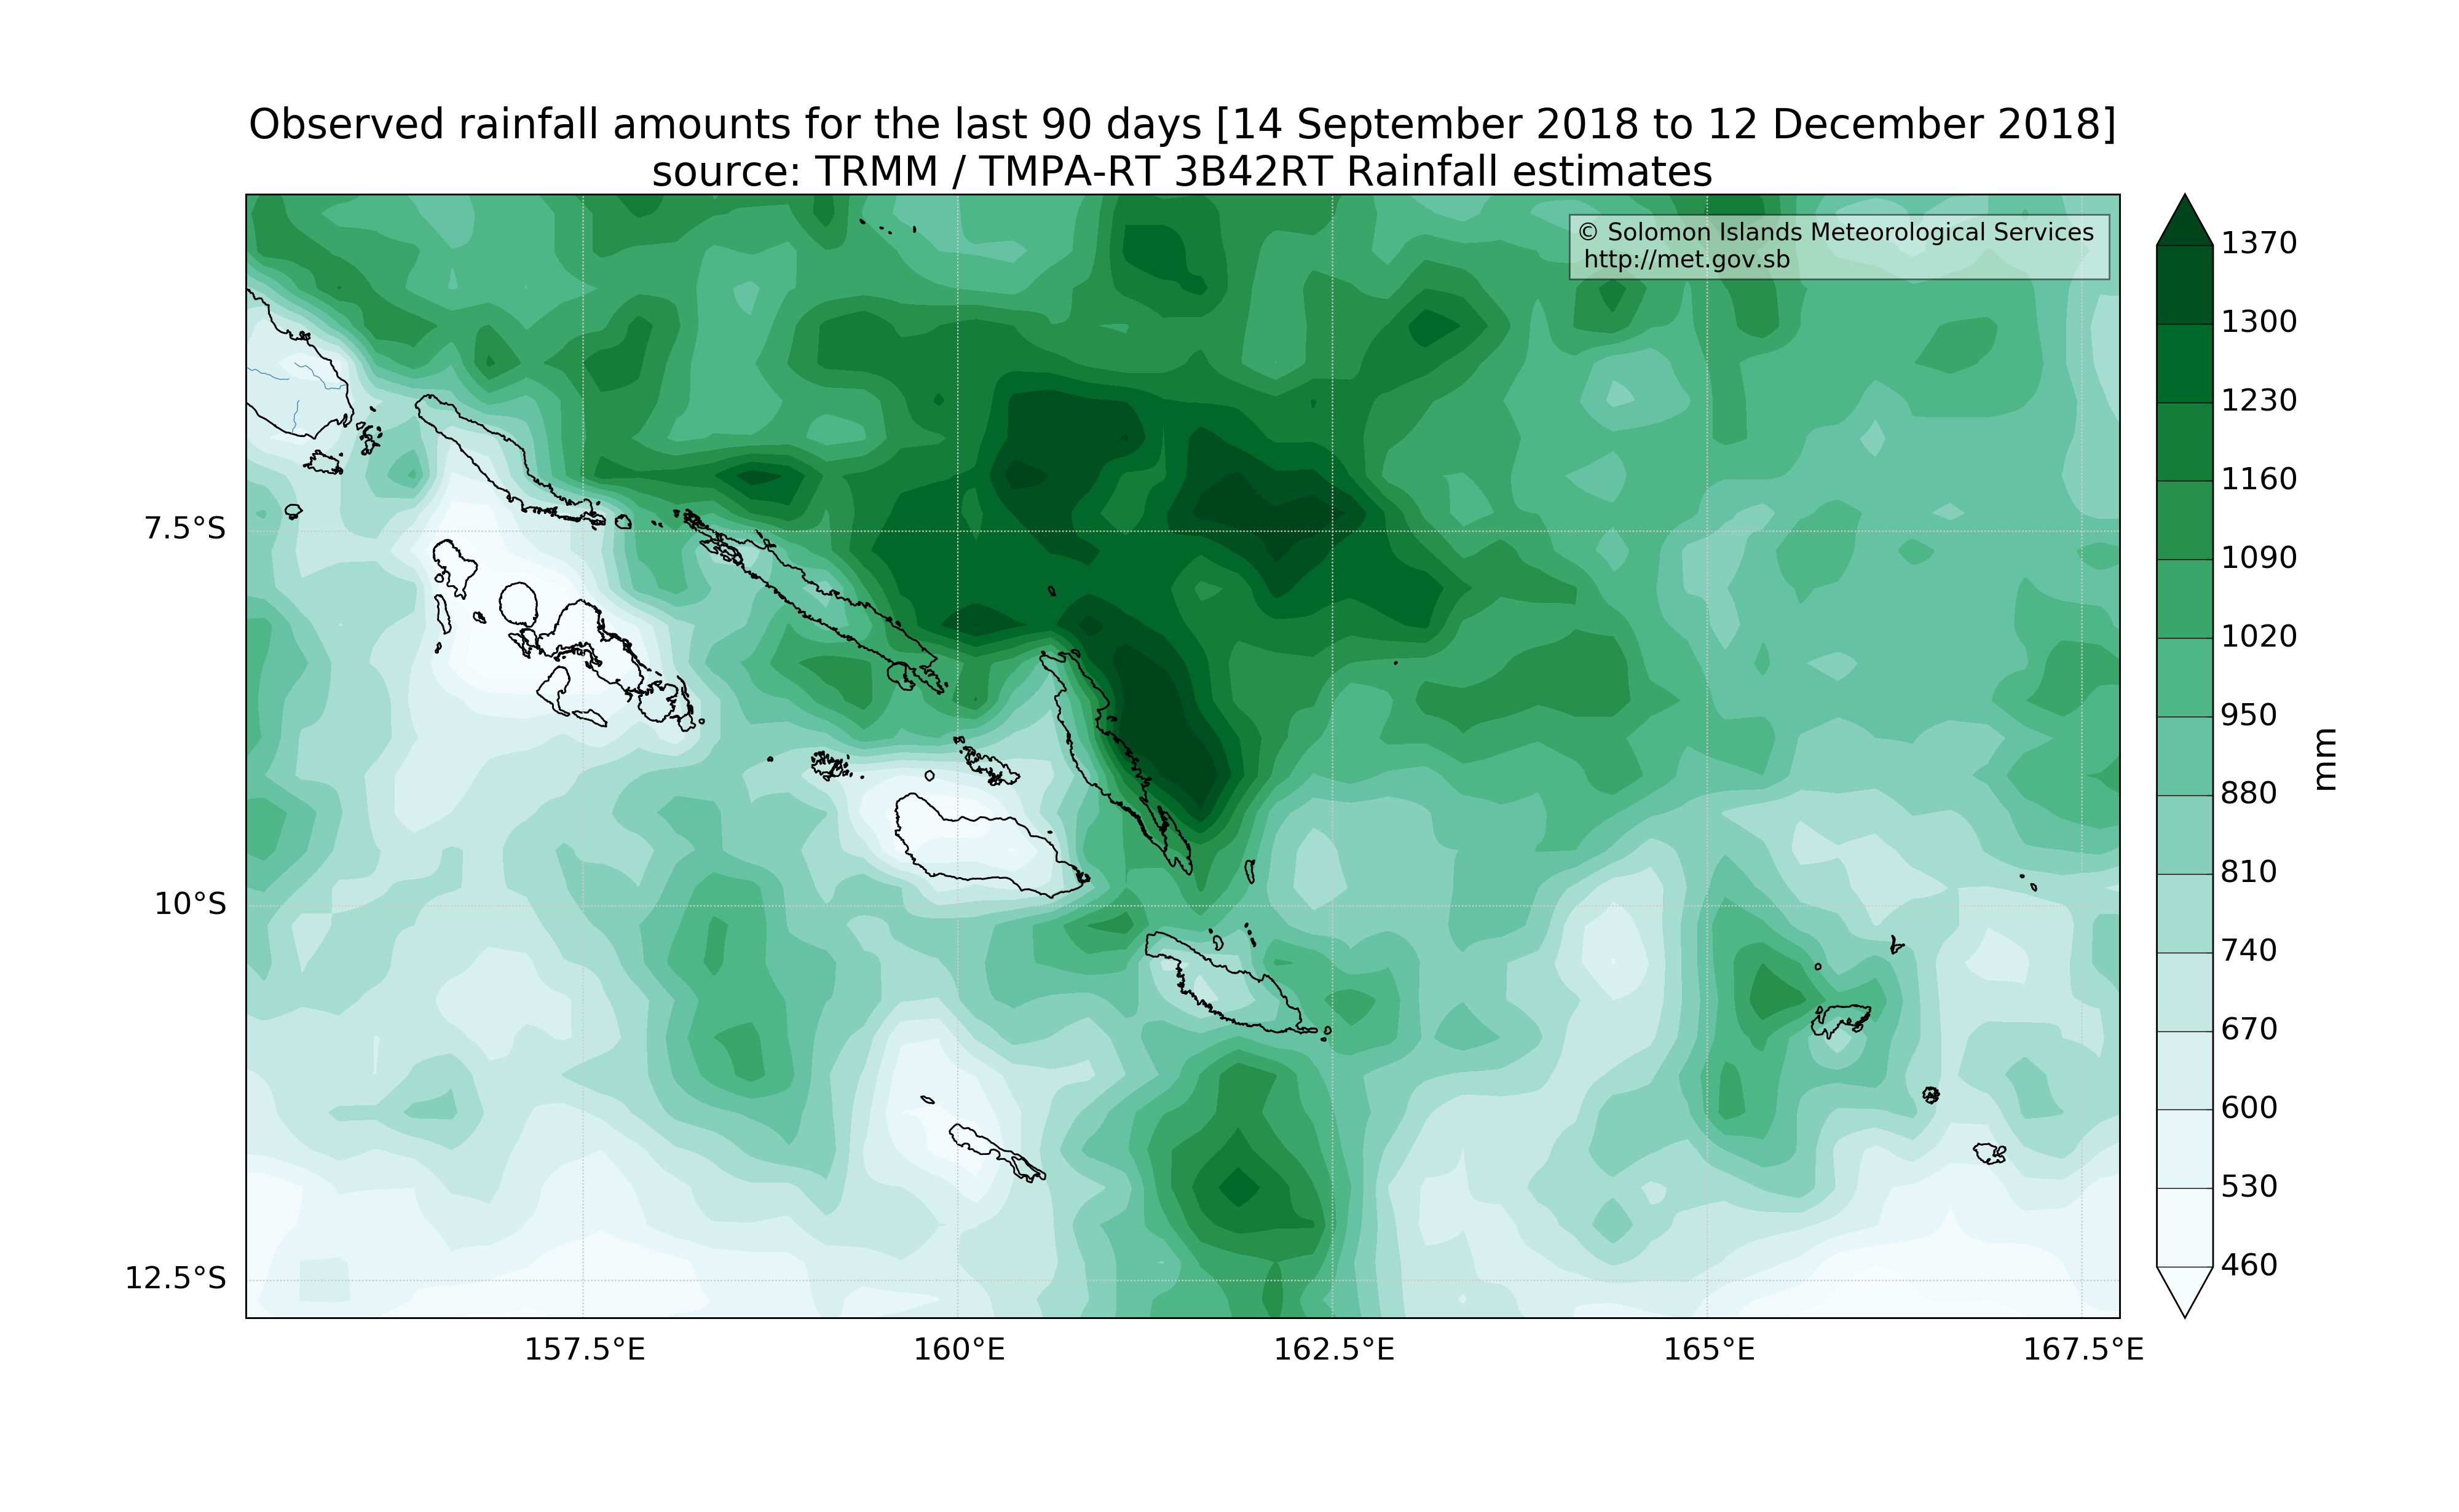 Observed rainfall amounts for the last 90 days [14 September 2018 to 12 December 2018]
source: TRMM / TMPA-RT 3B42RT Rainfall estimates
© Solomon Islands Meteorological Services
http://met.gov.sb
7.5°S
10°S
12.5°S
157.5°E
160°E
162.5°E
165°E
167.5°E
1370
1300
1230
1160
1090
1020
950
880
810
740
670
600
530
460
mm